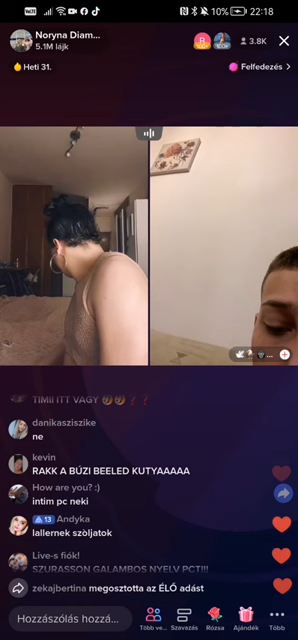 10% 22:18
Noryna Diam...
5.1M lájk
3.8K
Heti 31.
Felfedezés >
TIMII ITT VAGY 🤣🤣❓❓
danikasziszike
ne
kevin
RAKK A BÚZI BEELED KUTYAAAAA
How are you? :)
intim pc neki
13 Andyka
lallernek szòljatok
Live-s fiók!
SZURASSON GALAMBOS NYELV PCT!!!
zekajbertina megosztotta az ÉLŐ adást
Hozzászólás hozzá...
Több ve... Szavazás Rózsa Ajándék Több